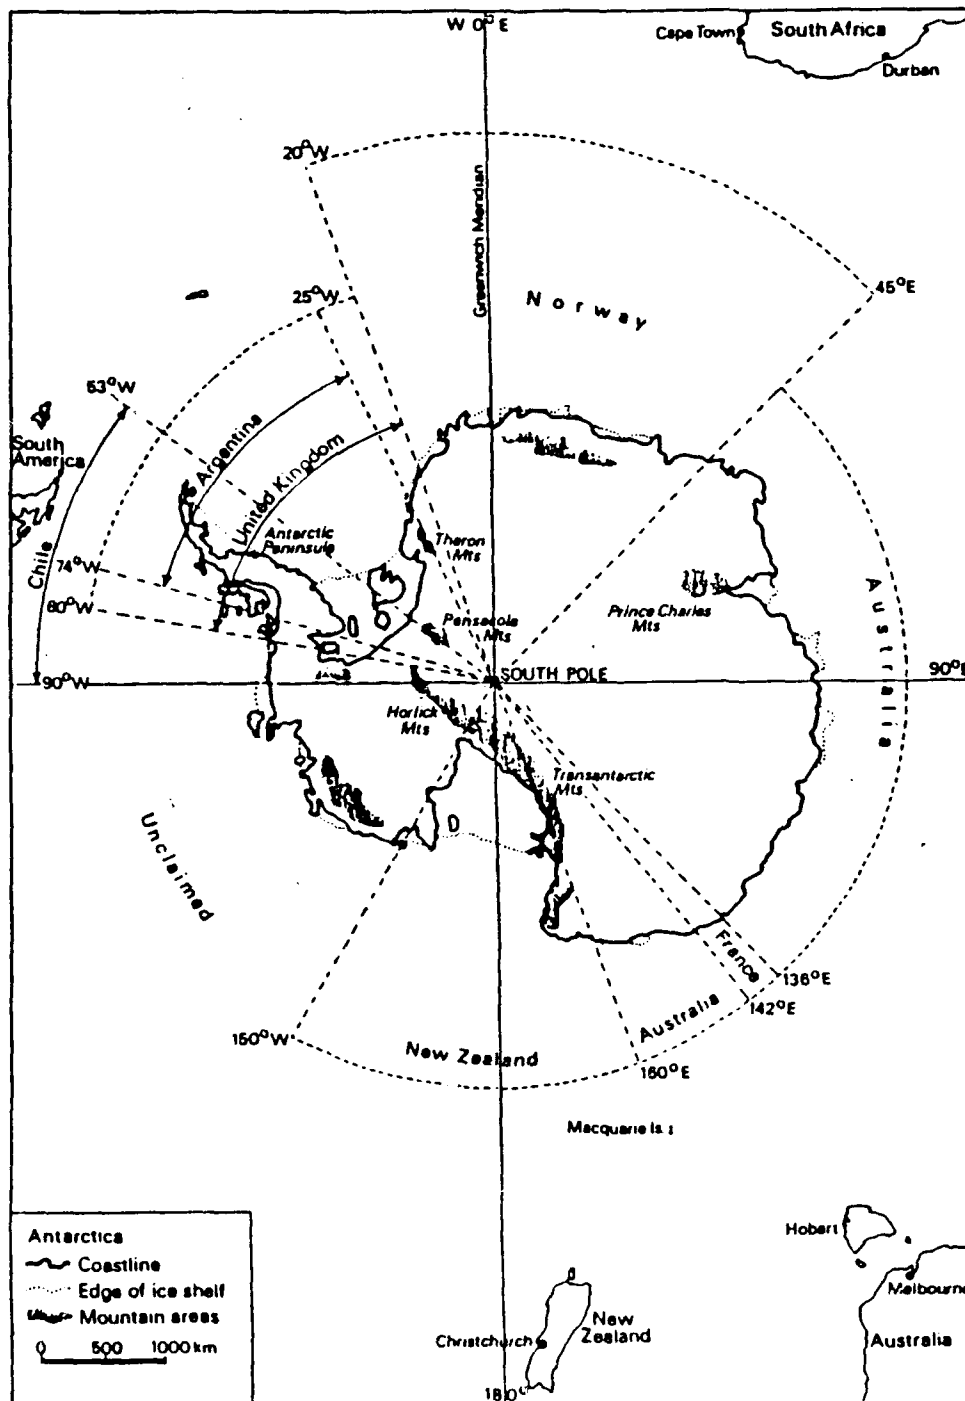 W 0° E
Cape Town
South Africa
Durban
20°W
Greenwich Meridian
25°W
45°E
Norway
53°W
South
America
Argentina
United Kingdom
Chile
Antarctic
Peninsula
Theron
Mts
74°W
80°W
Pensacola
Mts
Prince Charles
Mts
Australia
90°W
SOUTH POLE
90°E
Horlick
Mts
Transantarctic
Mts
Unclaimed
France
136°E
142°E
Australia
150°W
New Zealand
160°E
Macquarie Is
Hobart
Melbourne
Australia
New
Zealand
Christchurch
180°
Antarctica
Coastline
Edge of ice shelf
Mountain areas
0 500 1000 km